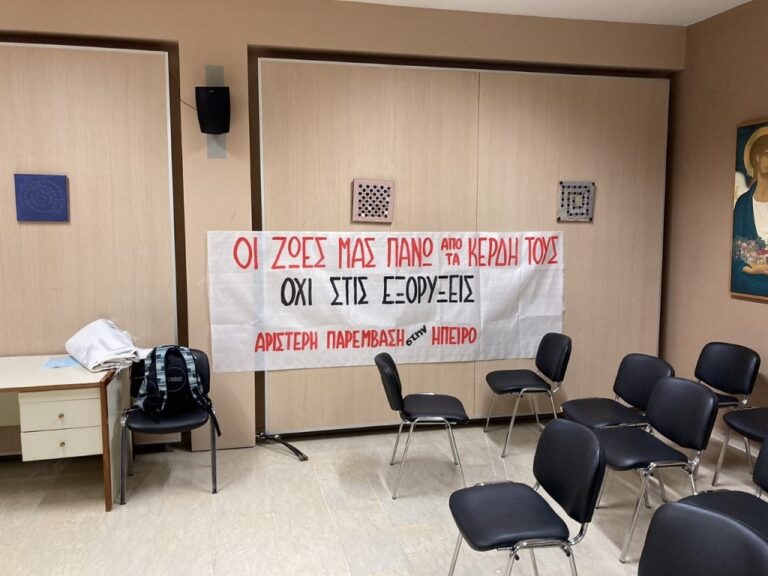 ΟΙ ΖΩΕΣ ΜΑΣ ΠΑΝΩ ΑΠΟ ΤΑ ΚΕΡΔΗ ΤΟΥΣ
ΟΧΙ ΣΤΙΣ ΕΞΟΡΥΞΕΙΣ
ΑΡΙΣΤΕΡΗ ΠΑΡΕΜΒΑΣΗ στην ΗΠΕΙΡΟ